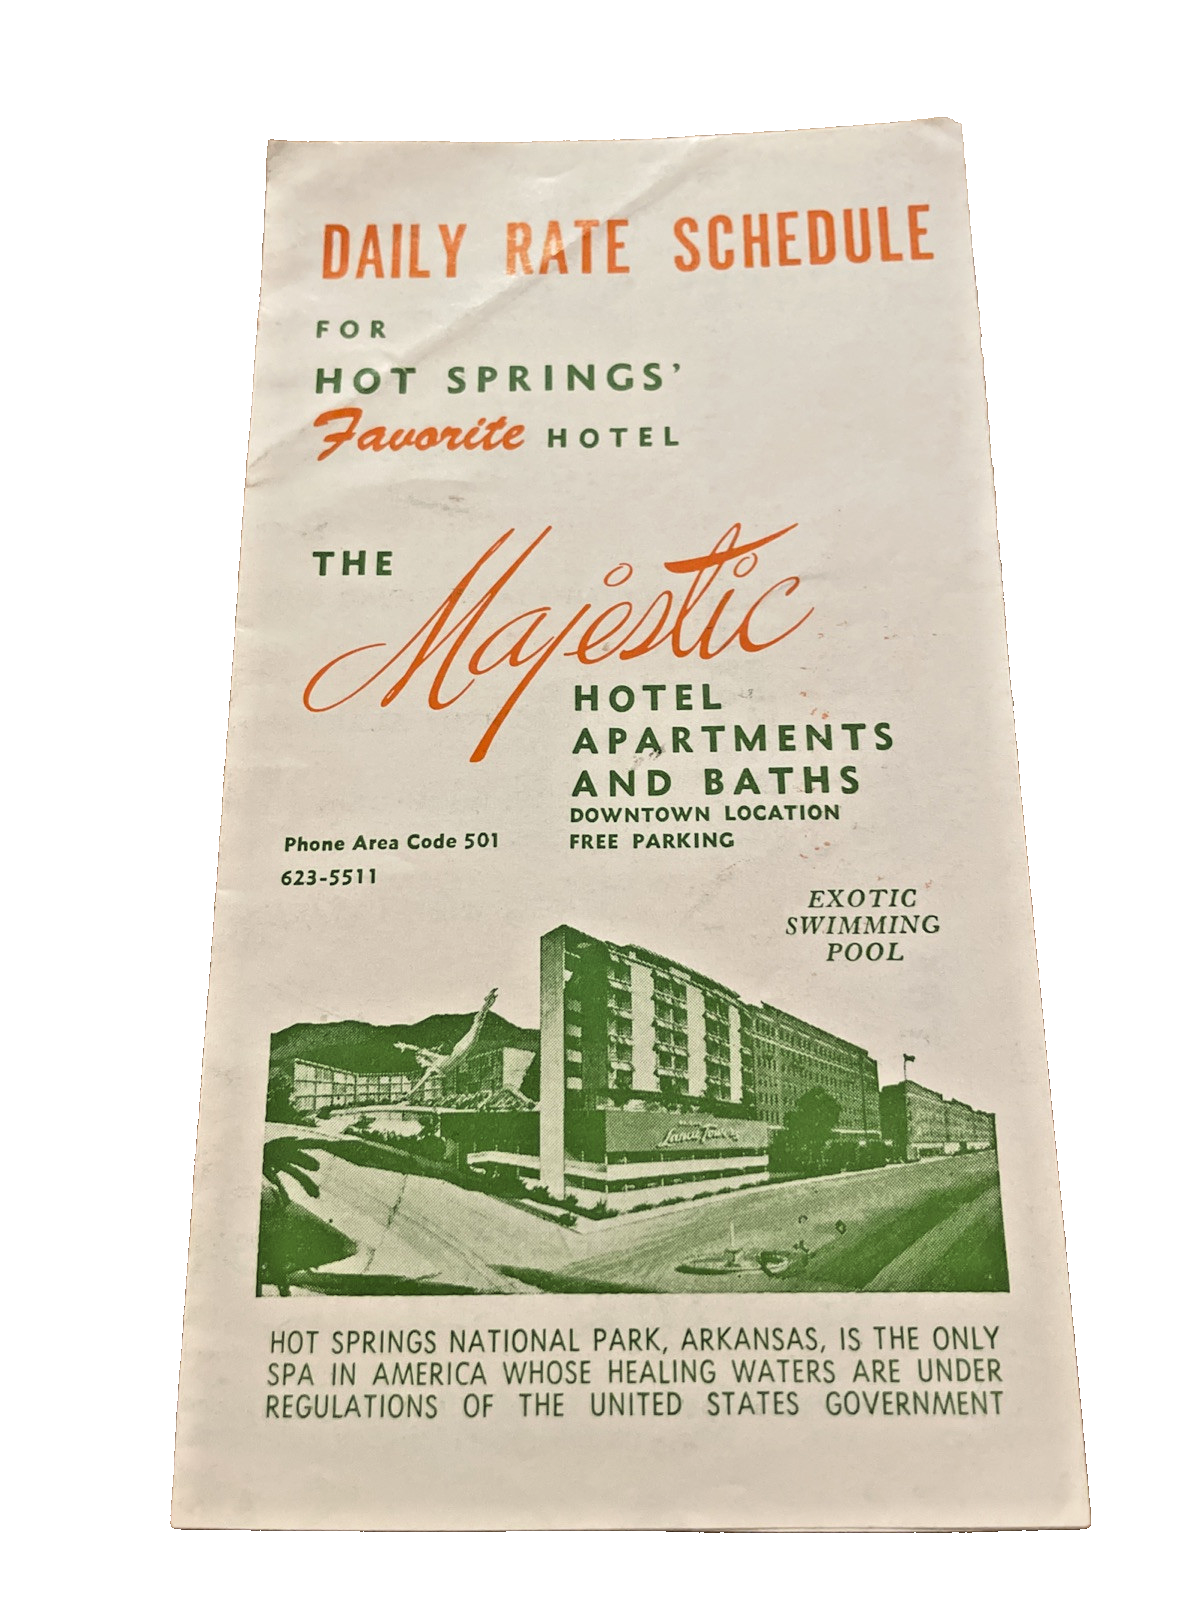 DAILY RATE SCHEDULE
FOR
HOT SPRINGS'
Favorite HOTEL
THE Majestic
HOTEL
APARTMENTS
AND BATHS
DOWNTOWN LOCATION
FREE PARKING
Phone Area Code 501
623-5511
EXOTIC
SWIMMING
POOL
Lanai Tower
HOT SPRINGS NATIONAL PARK, ARKANSAS, IS THE ONLY
SPA IN AMERICA WHOSE HEALING WATERS ARE UNDER
REGULATIONS OF THE UNITED STATES GOVERNMENT